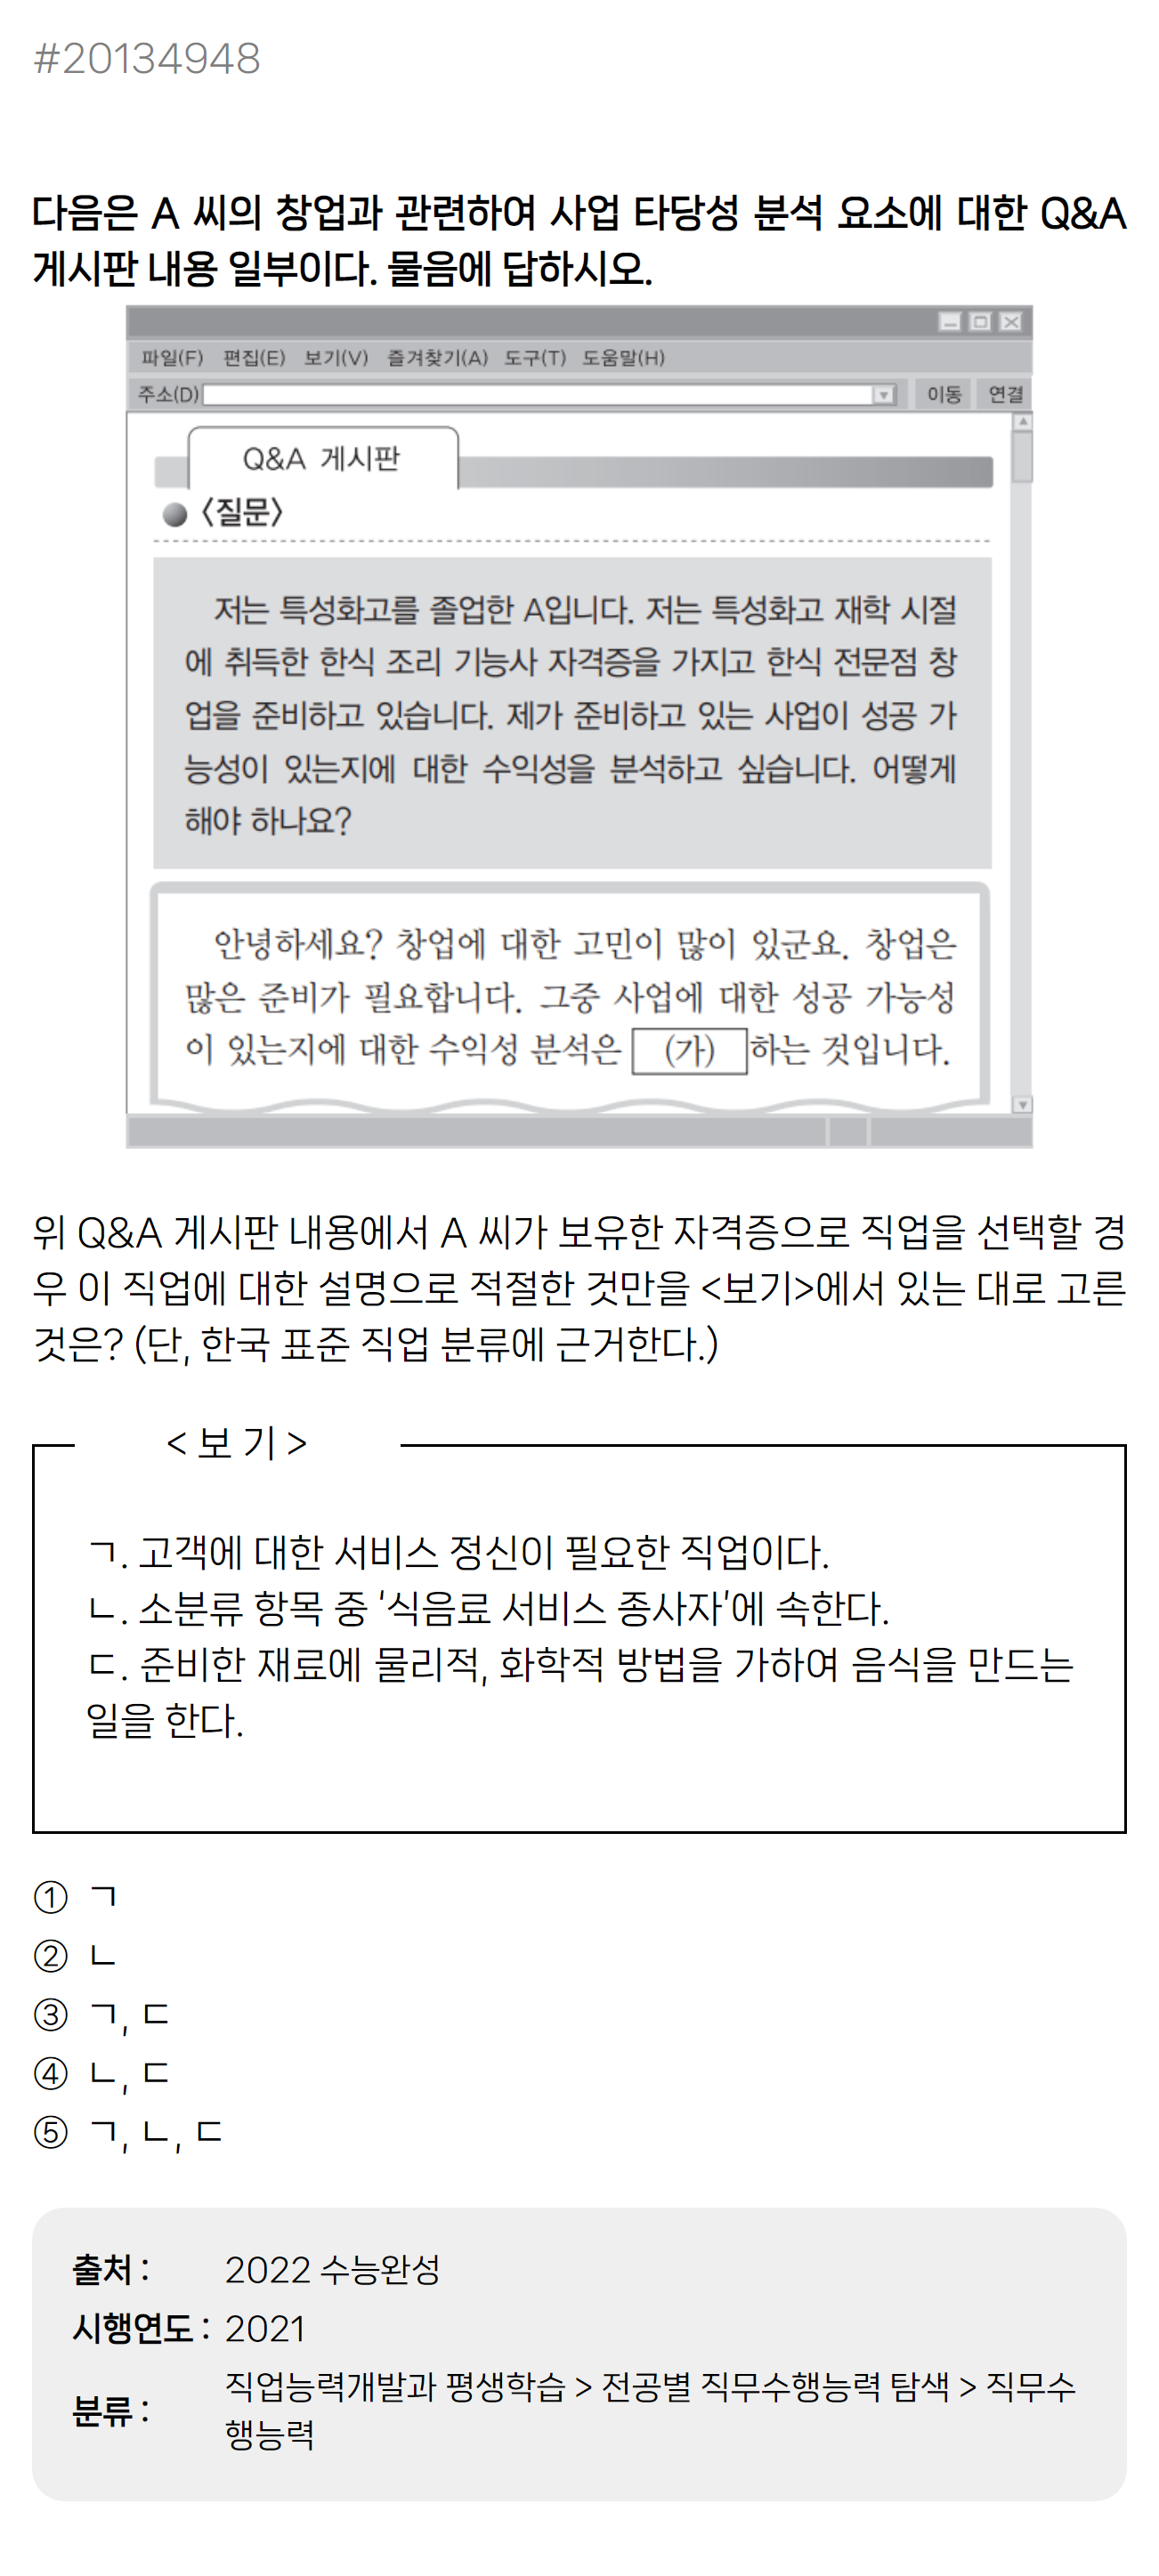 #20134948
다음은 A 씨의 창업과 관련하여 사업 타당성 분석 요소에 대한 Q&A
게시판 내용 일부이다. 물음에 답하시오.
파일(F) 편집(E) 보기(V) 즐겨찾기(A) 도구(T) 도움말(H)
주소(D) 이동 연결
Q&A 게시판
〈질문〉
저는 특성화고를 졸업한 A입니다. 저는 특성화고 재학 시절
에 취득한 한식 조리 기능사 자격증을 가지고 한식 전문점 창
업을 준비하고 있습니다. 제가 준비하고 있는 사업이 성공 가
능성이 있는지에 대한 수익성을 분석하고 싶습니다. 어떻게
해야 하나요?
안녕하세요? 창업에 대한 고민이 많이 있군요. 창업은
많은 준비가 필요합니다. 그중 사업에 대한 성공 가능성
이 있는지에 대한 수익성 분석은 (가) 하는 것입니다.
위 Q&A 게시판 내용에서 A 씨가 보유한 자격증으로 직업을 선택할 경
우 이 직업에 대한 설명으로 적절한 것만을 <보기>에서 있는 대로 고른
것은? (단, 한국 표준 직업 분류에 근거한다.)
< 보 기 >
ㄱ. 고객에 대한 서비스 정신이 필요한 직업이다.
ㄴ. 소분류 항목 중 '식음료 서비스 종사자'에 속한다.
ㄷ. 준비한 재료에 물리적, 화학적 방법을 가하여 음식을 만드는
일을 한다.
① ㄱ
② ㄴ
③ ㄱ, ㄷ
④ ㄴ, ㄷ
⑤ ㄱ, ㄴ, ㄷ
출처 : 2022 수능완성
시행연도 : 2021
분류 : 직업능력개발과 평생학습 > 전공별 직무수행능력 탐색 > 직무수
행능력